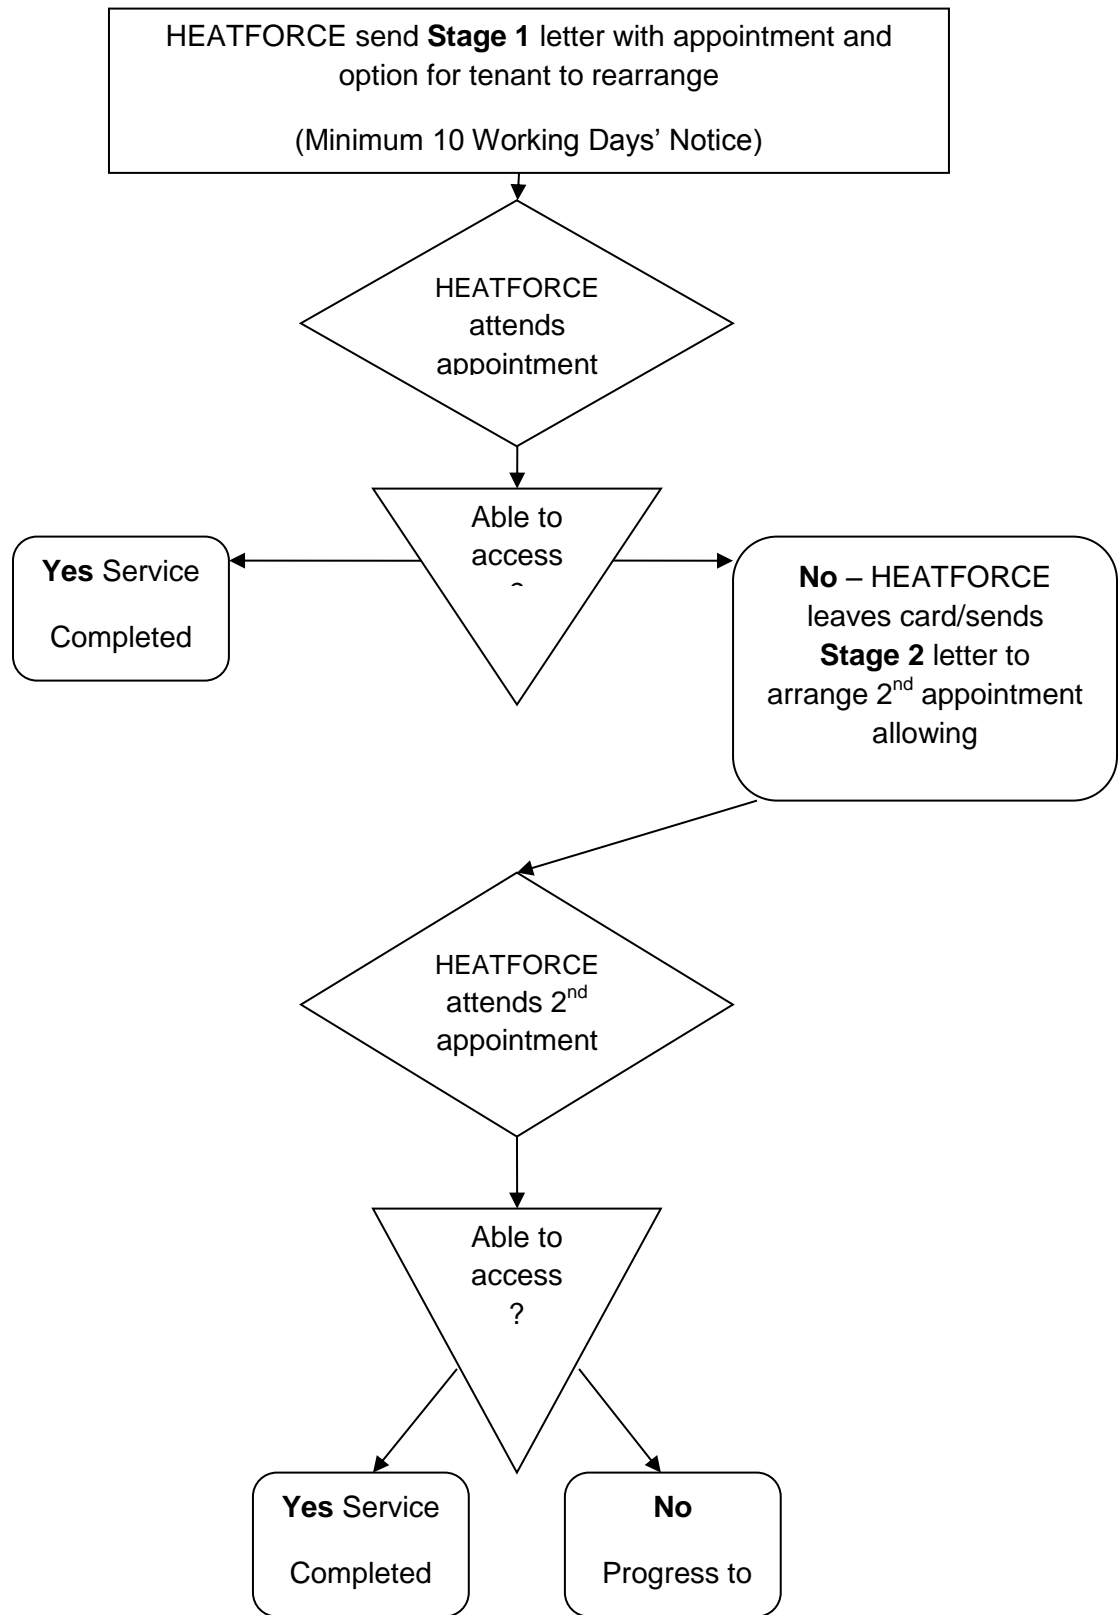 HEATFORCE send Stage 1 letter with appointment and
option for tenant to rearrange
(Minimum 10 Working Days' Notice)
HEATFORCE
attends
appointment
Able to
access
?
Yes Service
Completed
No – HEATFORCE
leaves card/sends
Stage 2 letter to
arrange 2nd appointment
allowing
HEATFORCE
attends 2nd
appointment
Able to
access
?
Yes Service
Completed
No
Progress to